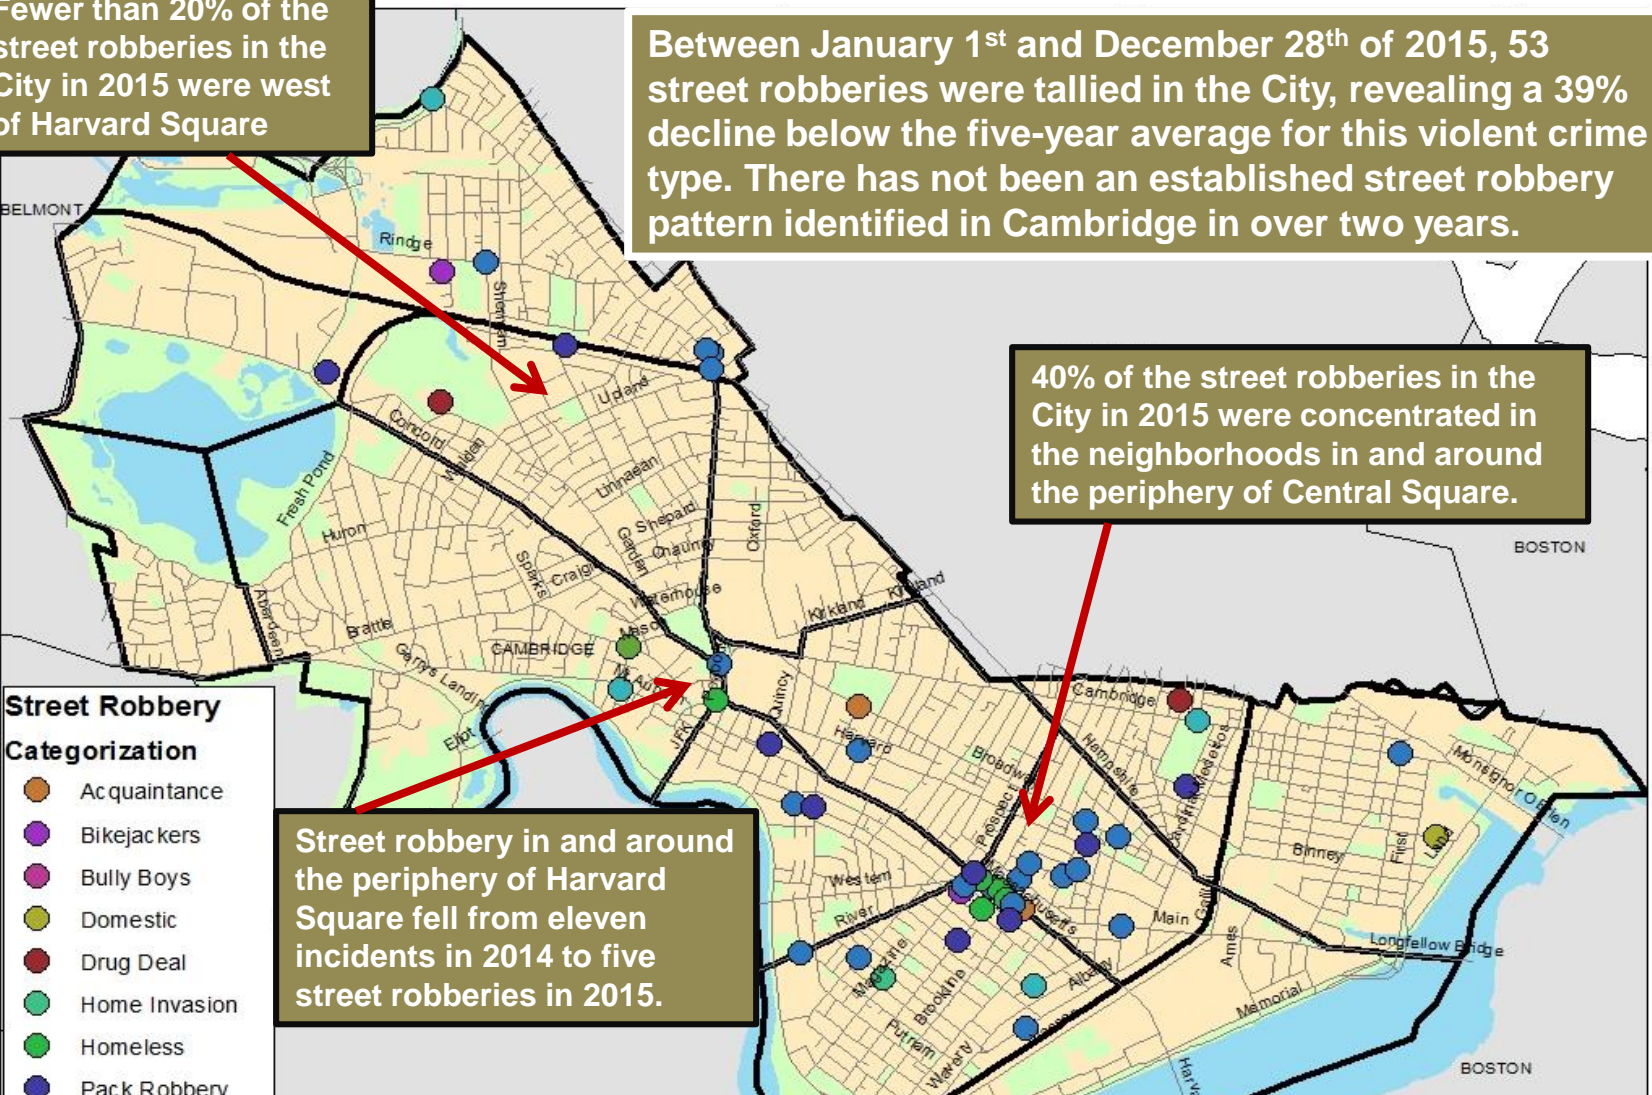 Fewer than 20% of the
street robberies in the
City in 2015 were west
of Harvard Square
Between January 1st and December 28th of 2015, 53
street robberies were tallied in the City, revealing a 39%
decline below the five-year average for this violent crime
type. There has not been an established street robbery
pattern identified in Cambridge in over two years.
BELMONT
Rindge
Sherman
40% of the street robberies in the
City in 2015 were concentrated in
the neighborhoods in and around
the periphery of Central Square.
Upland
Concord
Walden
Linnaean
Fresh Pond
Shepard
Oxford
Huron
Garden
Chauncy
BOSTON
Sparks
Craigie
Waterhouse
Kirkland
Kirkland
Aberdeen
Brattle
Mason
CAMBRIDGE
Gerrys Landing
Mt Auburn
Quincy
Cambridge
Eliot
JFK
Harvard
Hampshire
Broadway
Prospect
Cardinal Medeiros
Monsignor O'Brien
Street Robbery
Categorization
Acquaintance
Bikejackers
Bully Boys
Domestic
Drug Deal
Home Invasion
Homeless
Pack Robbery
Street robbery in and around
the periphery of Harvard
Square fell from eleven
incidents in 2014 to five
street robberies in 2015.
First
Land
Binney
Western
Massachusetts
River
Main
Longfellow Bridge
Ames
Magazine
Brookline
Albany
Memorial
Putnam
Waverly
BOSTON